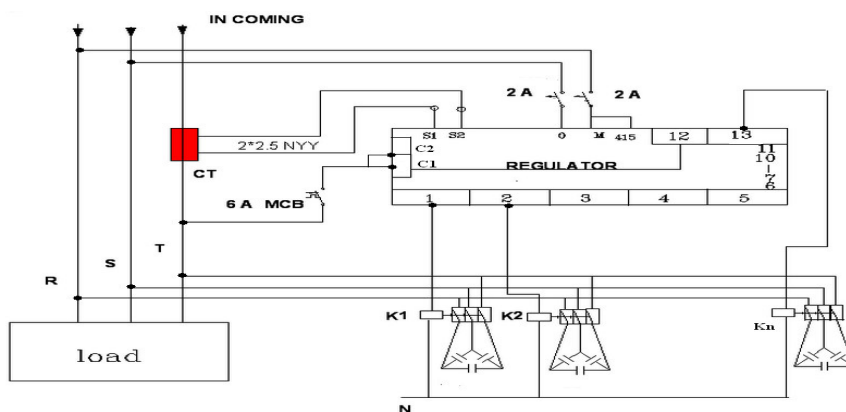 IN COMING
2 A
2 A
S1 S2 0 M 415 12 13
2*2.5 NYY
CT
C2
C1
REGULATOR
11
10
-
7
6
6 A MCB
1 2 3 4 5
R S T
K1 K2 Kn
load
N